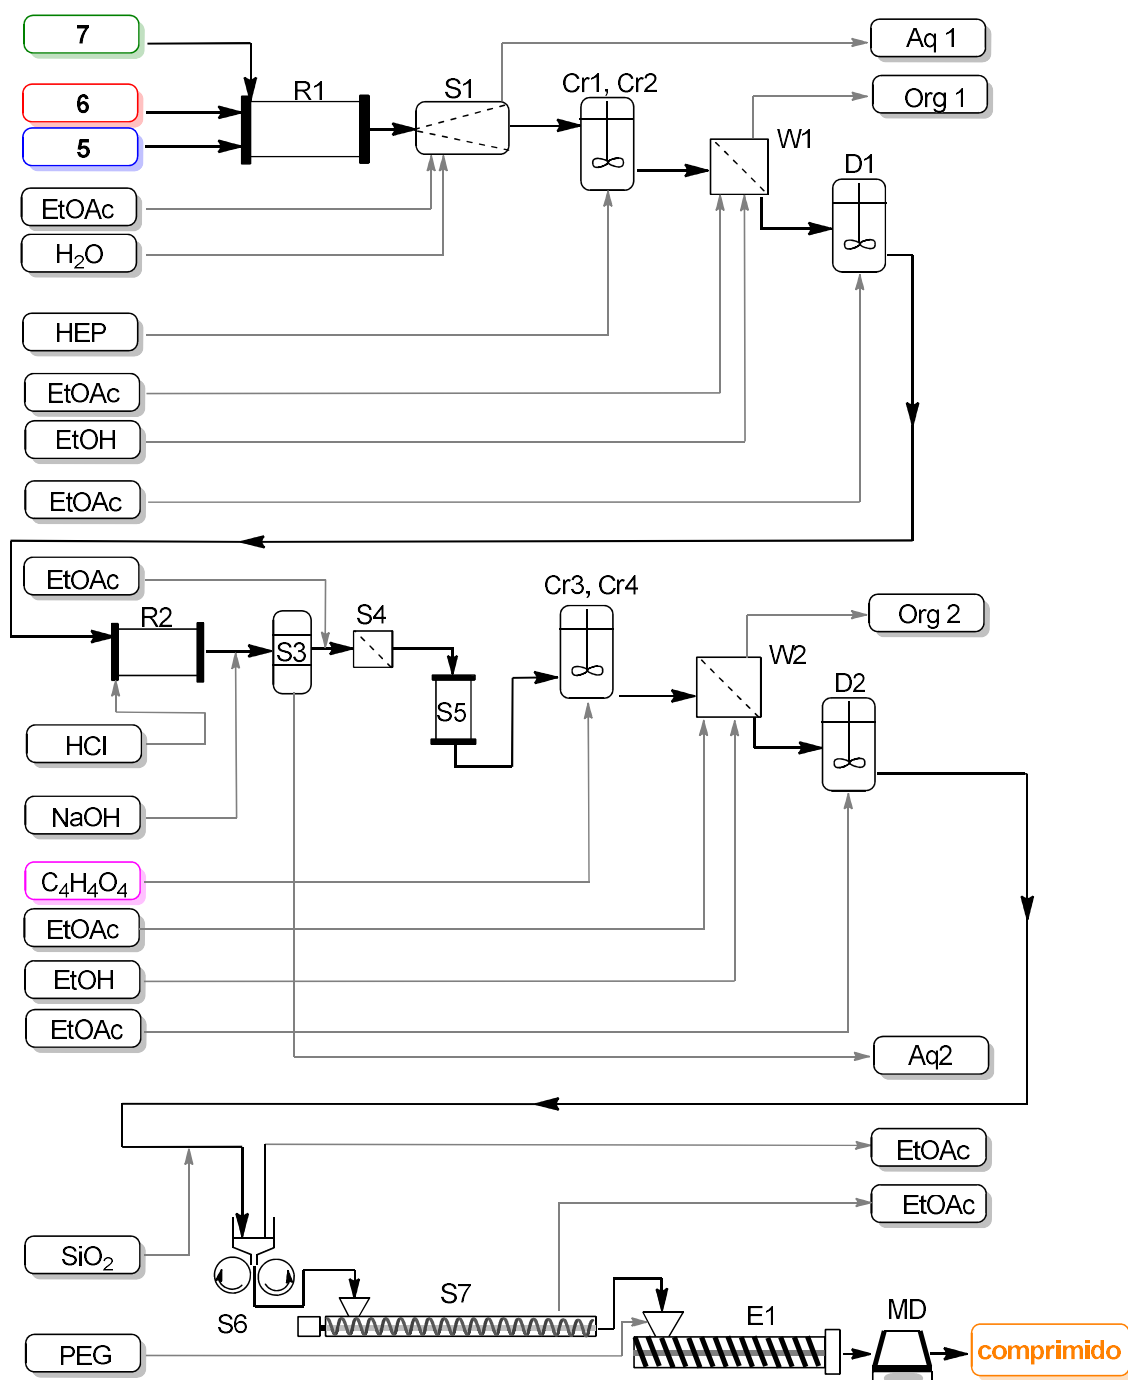 7
Aq 1
R1
S1
Cr1, Cr2
Org 1
6
5
W1
D1
EtOAc
H₂O
HEP
EtOAc
EtOH
EtOAc
EtOAc
R2
S4
Cr3, Cr4
Org 2
S3
W2
D2
S5
HCl
NaOH
C₄H₄O₄
EtOAc
EtOH
EtOAc
Aq2
EtOAc
EtOAc
SiO₂
S6
S7
E1
MD
PEG
comprimido